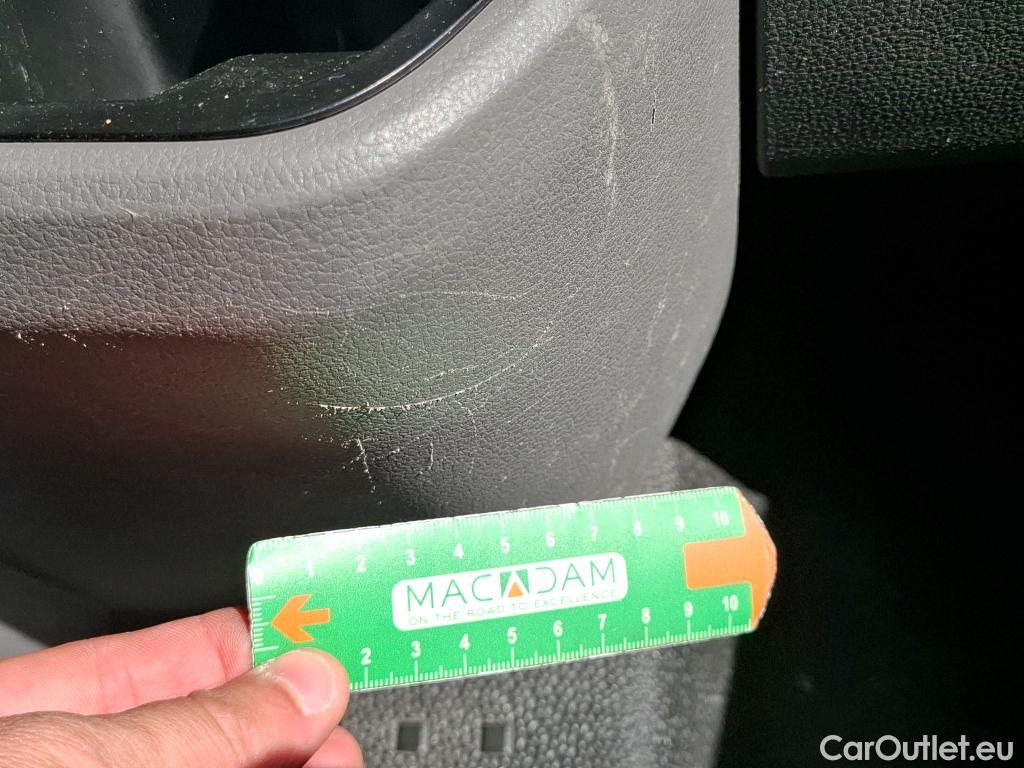 1 2 3 4 5 6 7 8 9 10
MACADAM
ON THE ROAD TO EXCELLENCE
2 3 4 5 6 7 8 9 10
CarOutlet.eu